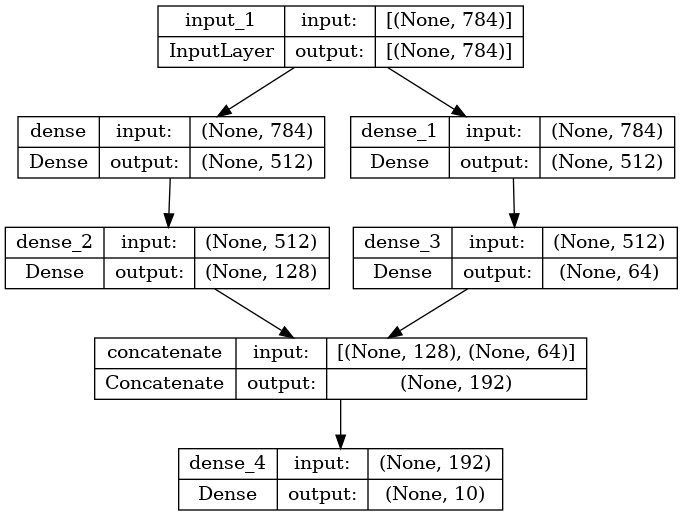 input_1 input: [(None, 784)]
InputLayer output: [(None, 784)]
dense input: (None, 784)
Dense output: (None, 512)
dense_1 input: (None, 784)
Dense output: (None, 512)
dense_2 input: (None, 512)
Dense output: (None, 128)
dense_3 input: (None, 512)
Dense output: (None, 64)
concatenate input: [(None, 128), (None, 64)]
Concatenate output: (None, 192)
dense_4 input: (None, 192)
Dense output: (None, 10)